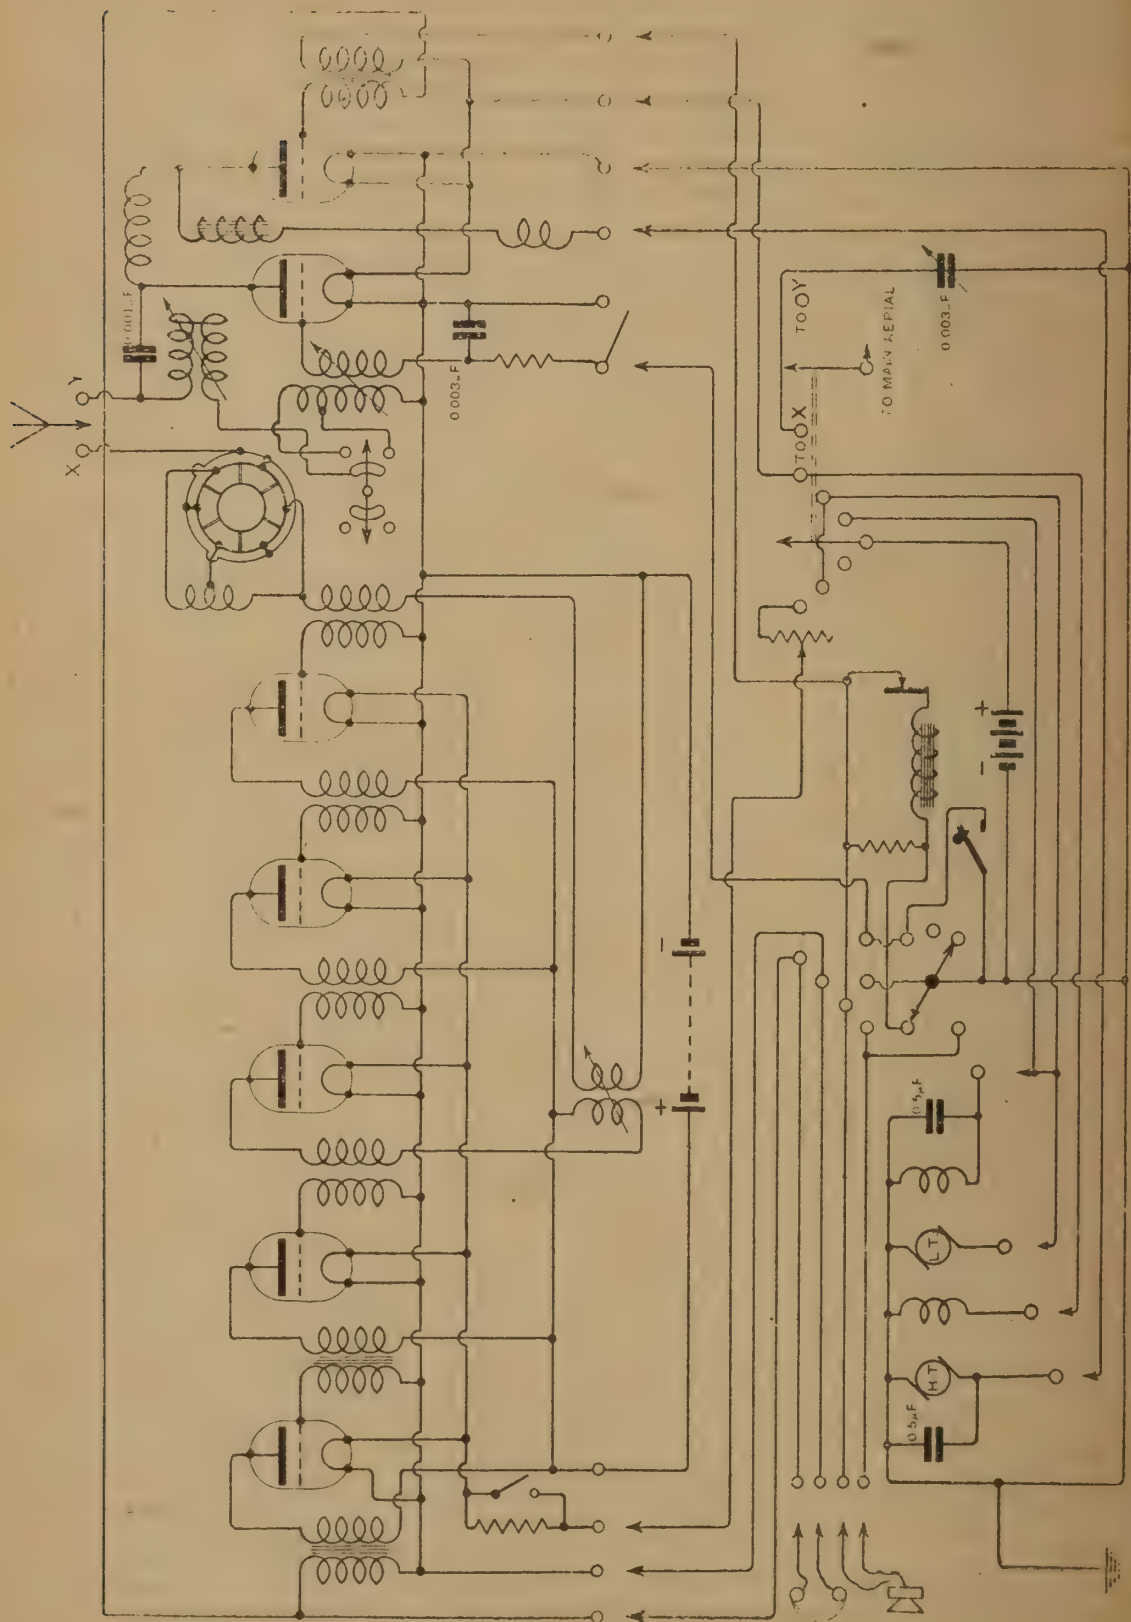 X
Y
0·001μF
0·003μF
TO X
TO Y
TO MAIN AERIAL
0·003μF
+
-
-
+
0·5μF
L.T.
H.T.
0·5μF